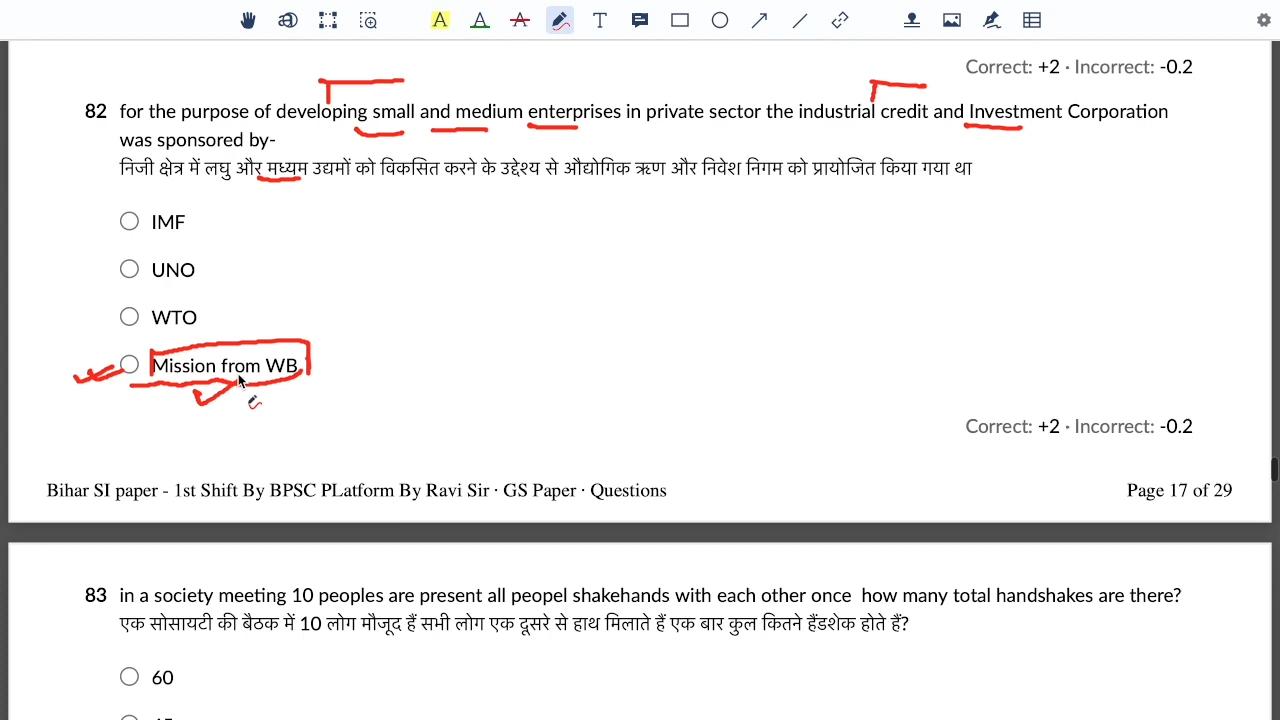 Correct: +2 · Incorrect: -0.2
82 for the purpose of developing small and medium enterprises in private sector the industrial credit and Investment Corporation
was sponsored by-
निजी क्षेत्र में लघु और मध्यम उद्यमों को विकसित करने के उद्देश्य से औद्योगिक ऋण और निवेश निगम को प्रायोजित किया गया था
IMF
UNO
WTO
Mission from WB
Correct: +2 · Incorrect: -0.2
Bihar SI paper - 1st Shift By BPSC PLatform By Ravi Sir · GS Paper · Questions
Page 17 of 29
83 in a society meeting 10 peoples are present all peopel shakehands with each other once how many total handshakes are there?
एक सोसायटी की बैठक में 10 लोग मौजूद हैं सभी लोग एक दूसरे से हाथ मिलाते हैं एक बार कुल कितने हैंडशेक होते हैं?
60